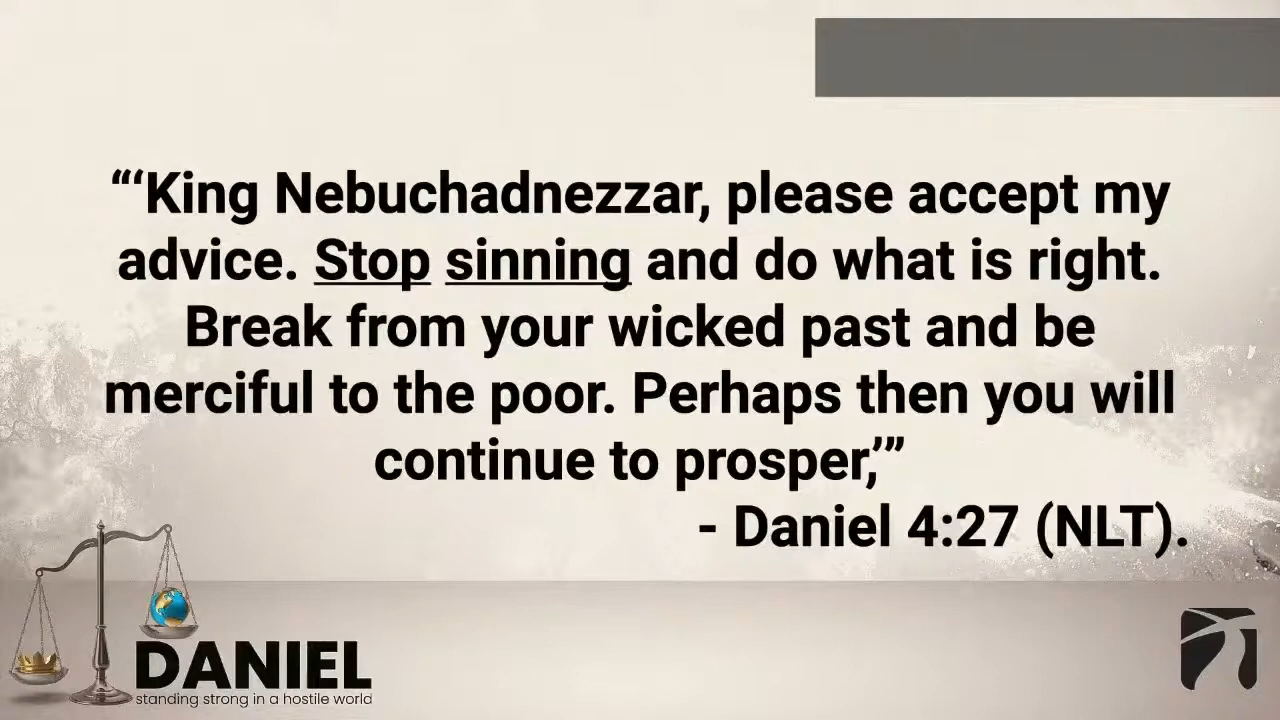 “‘King Nebuchadnezzar, please accept my
advice. Stop sinning and do what is right.
Break from your wicked past and be
merciful to the poor. Perhaps then you will
continue to prosper,’”
- Daniel 4:27 (NLT).
DANIEL
standing strong in a hostile world